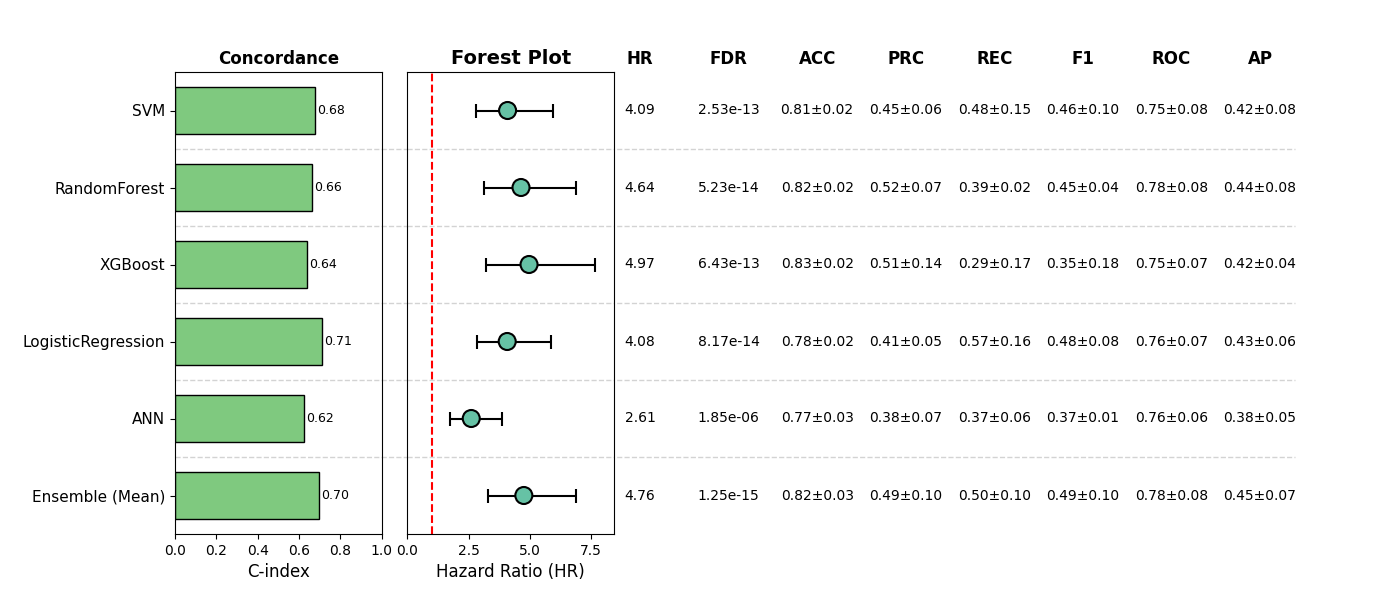 Concordance Forest Plot HR FDR ACC PRC REC F1 ROC AP
SVM 0.68 4.09 2.53e-13 0.81±0.02 0.45±0.06 0.48±0.15 0.46±0.10 0.75±0.08 0.42±0.08
RandomForest 0.66 4.64 5.23e-14 0.82±0.02 0.52±0.07 0.39±0.02 0.45±0.04 0.78±0.08 0.44±0.08
XGBoost 0.64 4.97 6.43e-13 0.83±0.02 0.51±0.14 0.29±0.17 0.35±0.18 0.75±0.07 0.42±0.04
LogisticRegression 0.71 4.08 8.17e-14 0.78±0.02 0.41±0.05 0.57±0.16 0.48±0.08 0.76±0.07 0.43±0.06
ANN 0.62 2.61 1.85e-06 0.77±0.03 0.38±0.07 0.37±0.06 0.37±0.01 0.76±0.06 0.38±0.05
Ensemble (Mean) 0.70 4.76 1.25e-15 0.82±0.03 0.49±0.10 0.50±0.10 0.49±0.10 0.78±0.08 0.45±0.07
0.0 0.2 0.4 0.6 0.8 1.0 0.0 2.5 5.0 7.5
C-index Hazard Ratio (HR)